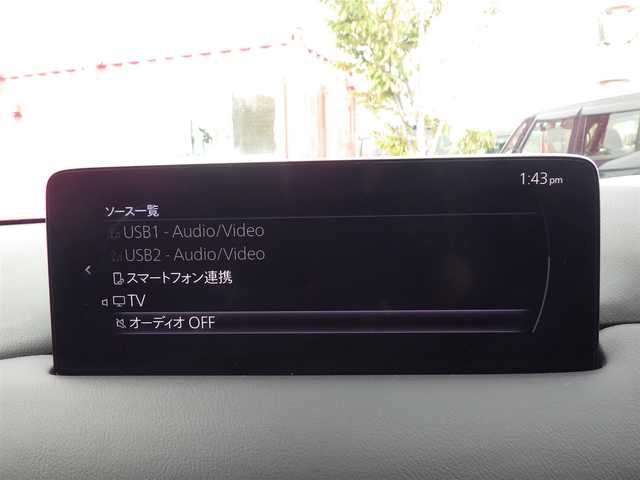 1:43pm
ソース一覧
USB1 - Audio/Video
USB2 - Audio/Video
スマートフォン連携
TV
オーディオ OFF